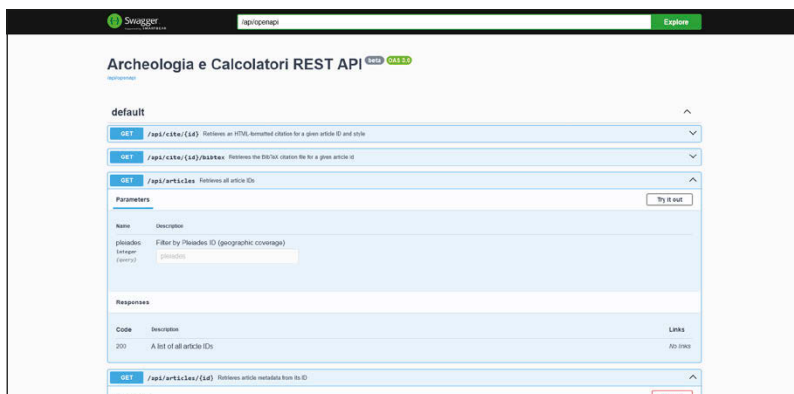 Swagger
/api/openapi
Explore
Archeologia e Calcolatori REST API beta OAS 3.0
/api/openapi
default
GET /api/cite/{id} Retrieves an HTML-formatted citation for a given article ID and style
GET /api/cite/{id}/bibtex Retrieves the BibTeX citation file for a given article id
GET /api/articles Retrieves all article IDs
Parameters
Try it out
Name Description
pleiades Filter by Pleiades ID (geographic coverage)
integer
(query)
pleiades
Responses
Code Description Links
200 A list of all article IDs No links
GET /api/articles/{id} Retrieves article metadata from its ID